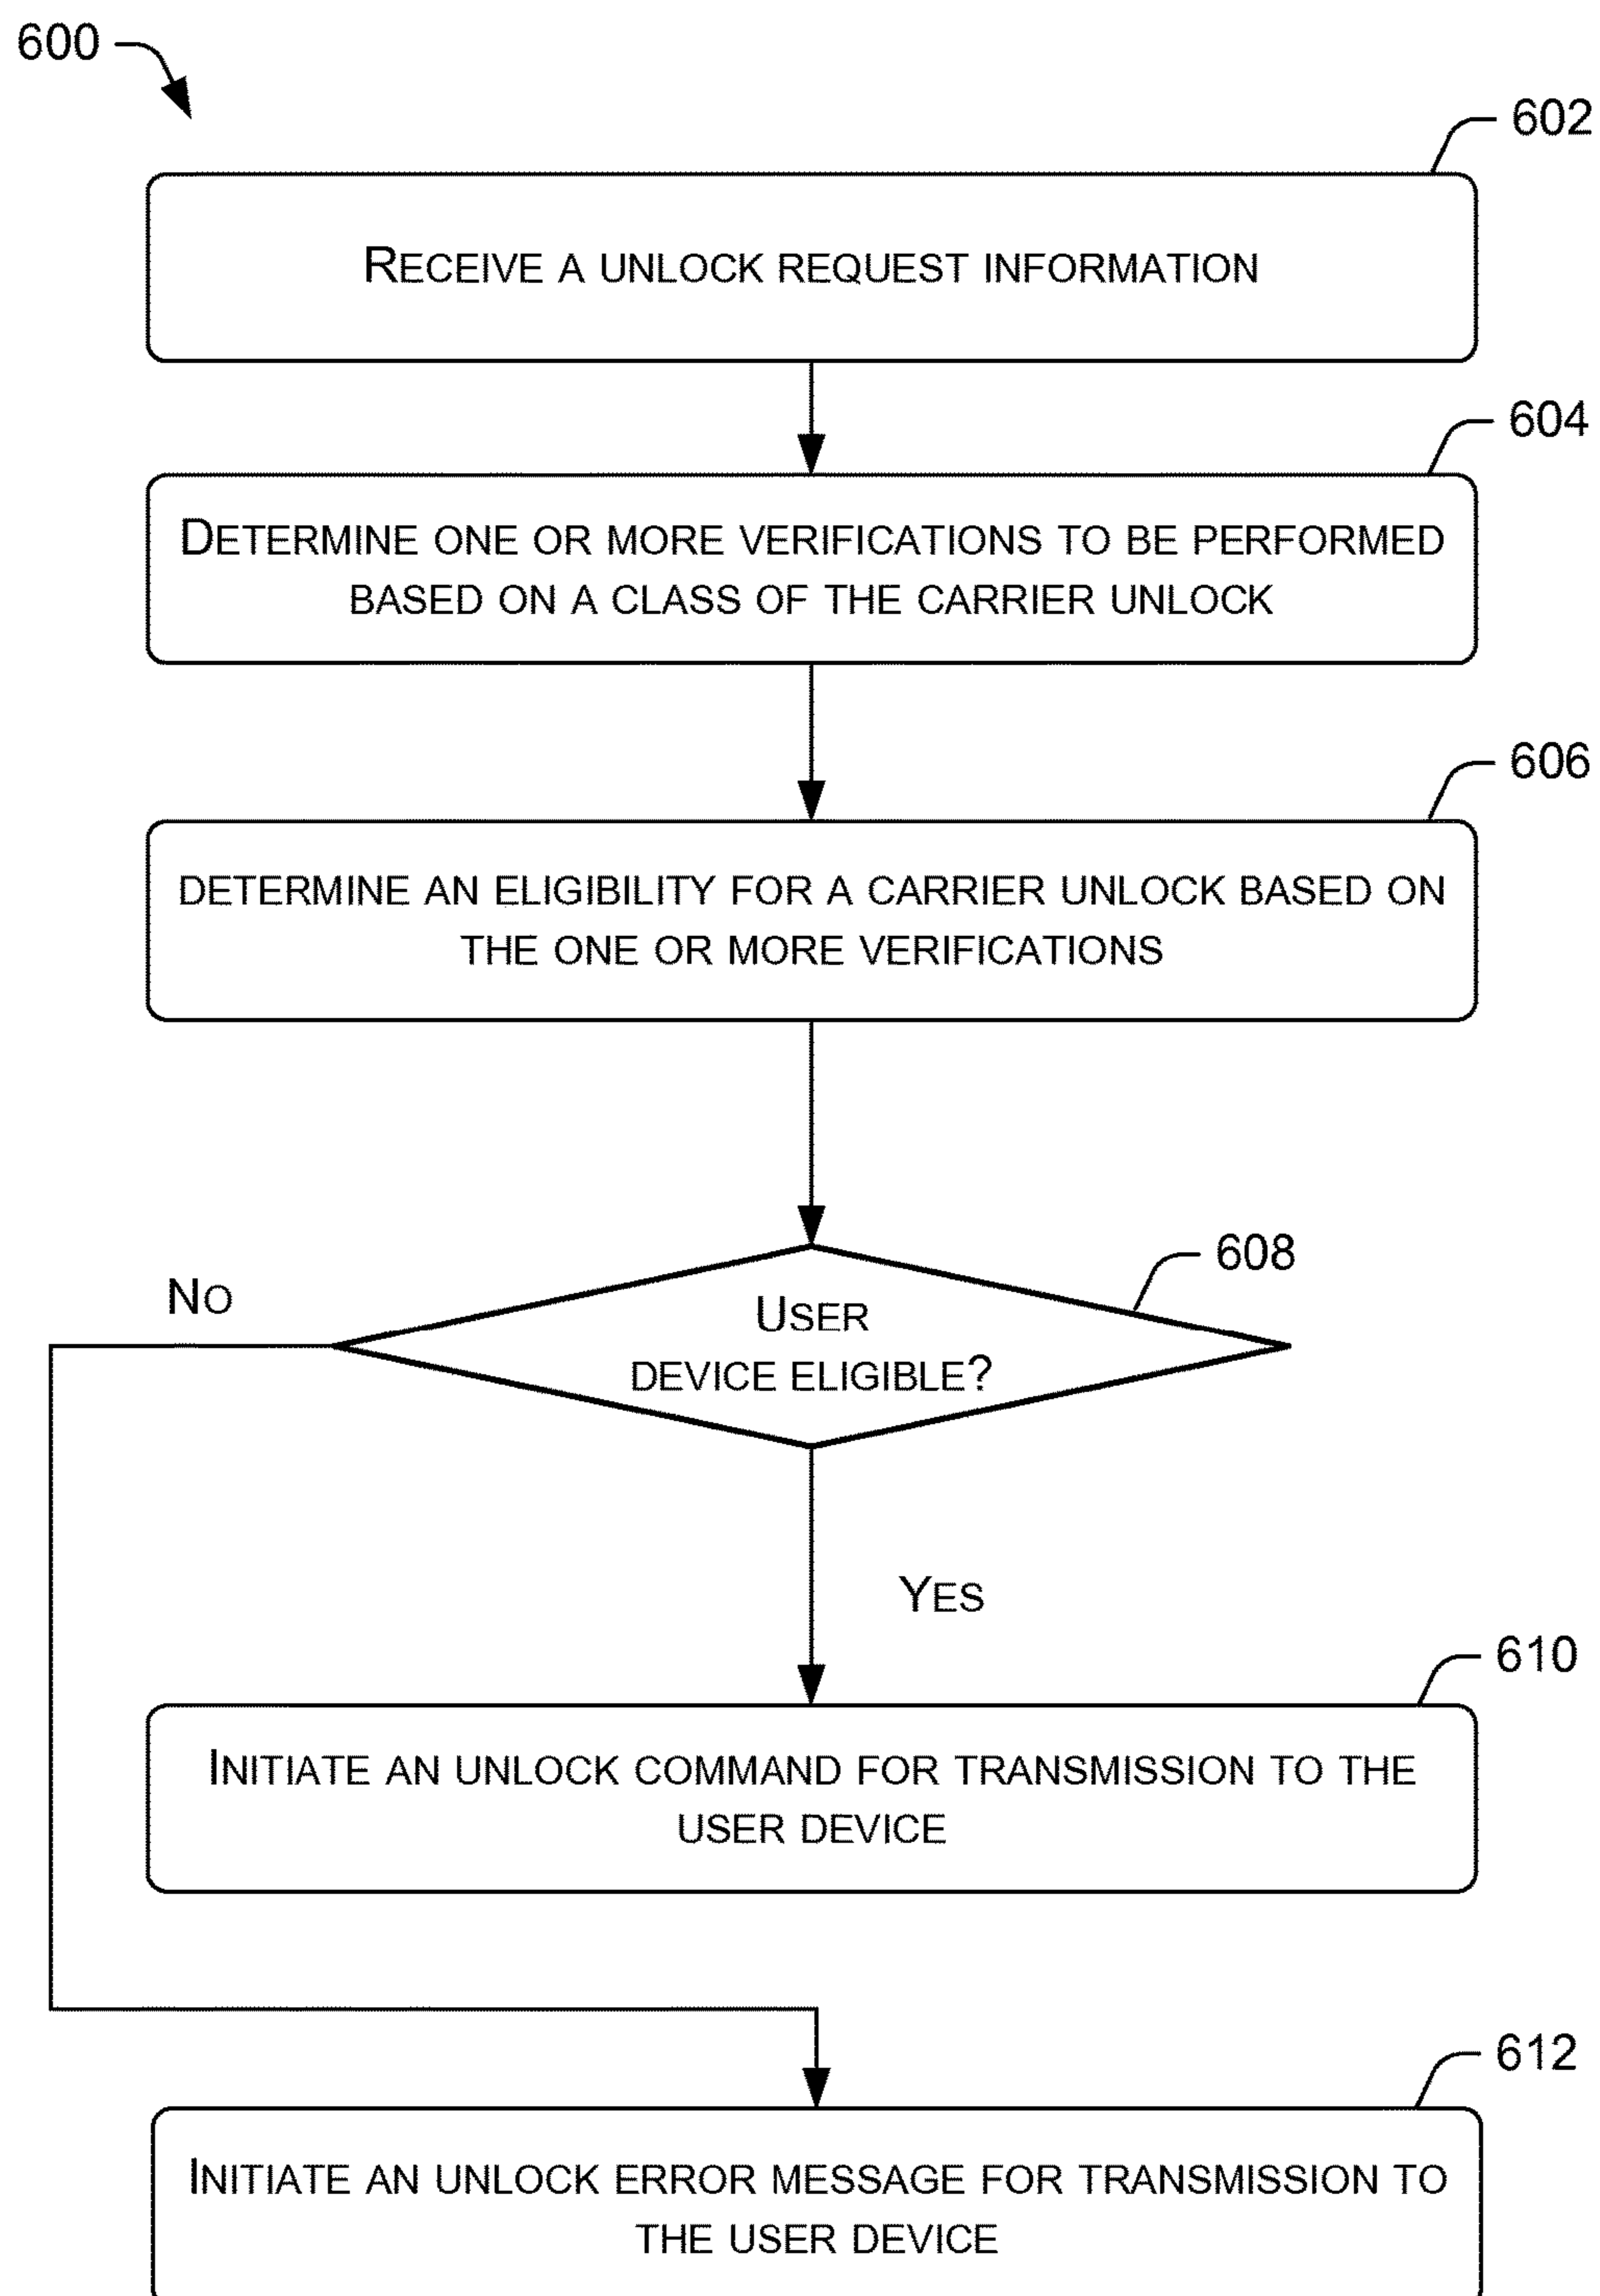 600
602
RECEIVE A UNLOCK REQUEST INFORMATION
604
DETERMINE ONE OR MORE VERIFICATIONS TO BE PERFORMED
BASED ON A CLASS OF THE CARRIER UNLOCK
606
DETERMINE AN ELIGIBILITY FOR A CARRIER UNLOCK BASED ON
THE ONE OR MORE VERIFICATIONS
608
NO
USER
DEVICE ELIGIBLE?
YES
610
INITIATE AN UNLOCK COMMAND FOR TRANSMISSION TO THE
USER DEVICE
612
INITIATE AN UNLOCK ERROR MESSAGE FOR TRANSMISSION TO
THE USER DEVICE